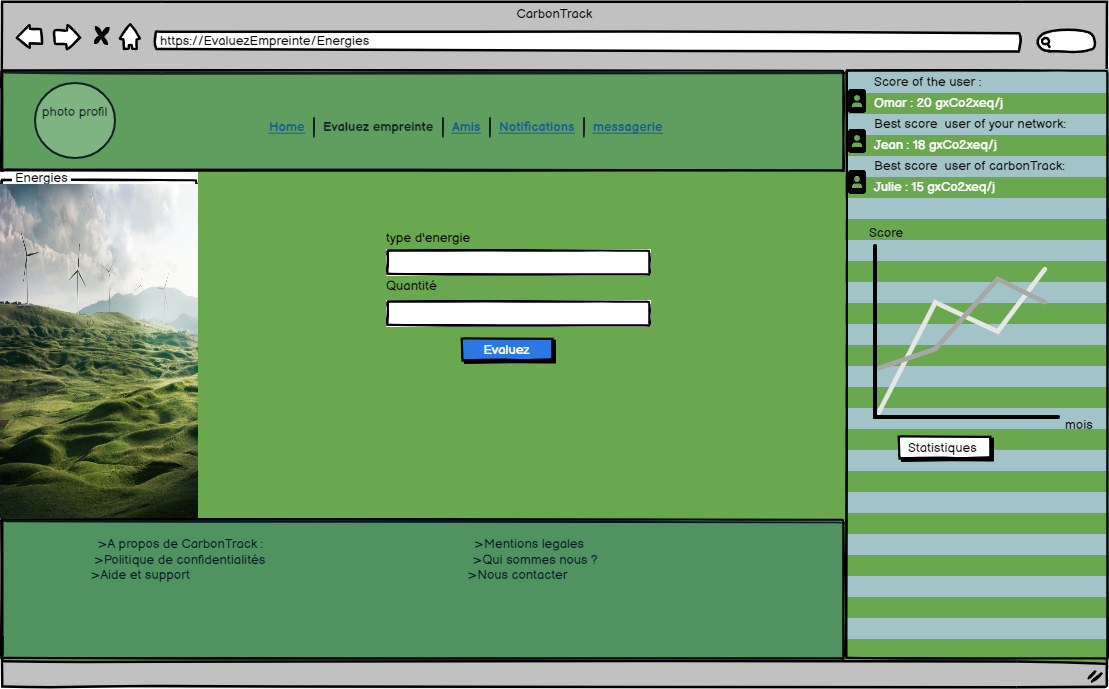 CarbonTrack
https://EvaluezEmpreinte/Energies
photo profil
Home
Evaluez empreinte
Amis
Notifications
messagerie
Energies
type d'energie
Quantité
Evaluez
Score of the user :
Omar : 20 gxCo2xeq/j
Best score user of your network:
Jean : 18 gxCo2xeq/j
Best score user of carbonTrack:
Julie : 15 gxCo2xeq/j
Score
mois
Statistiques
>A propos de CarbonTrack :
>Politique de confidentialités
>Aide et support
>Mentions legales
>Qui sommes nous ?
>Nous contacter